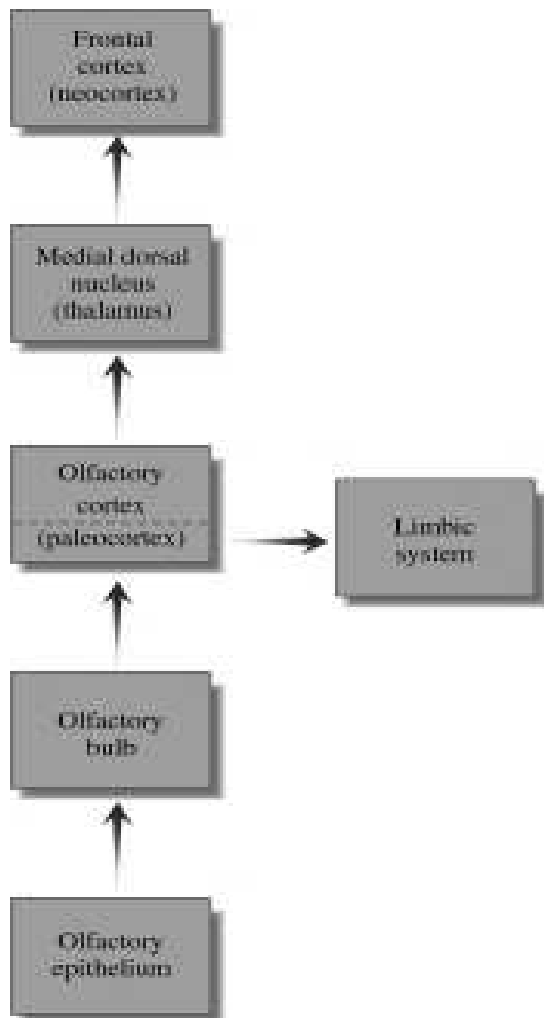 Frontal
cortex
(neocortex)
Medial dorsal
nucleus
(thalamus)
Olfactory
cortex
(paleocortex)
Limbic
system
Olfactory
bulb
Olfactory
epithelium